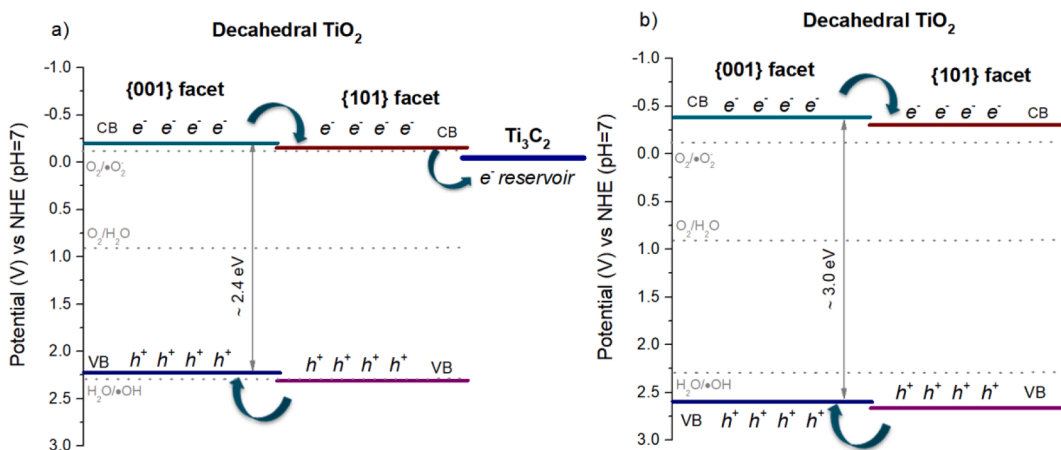 a)
Decahedral TiO₂
Potential (V) vs NHE (pH=7)
-1.0
-0.5
0.0
0.5
1.0
1.5
2.0
2.5
3.0
{001} facet
{101} facet
CB e⁻ e⁻ e⁻ e⁻
e⁻ e⁻ e⁻ e⁻ CB
Ti₃C₂
e⁻ reservoir
O₂/•O₂⁻
O₂/H₂O
~ 2.4 eV
VB h⁺ h⁺ h⁺ h⁺
h⁺ h⁺ h⁺ h⁺ VB
H₂O/•OH
b)
Decahedral TiO₂
Potential (V) vs NHE (pH=7)
-1.0
-0.5
0.0
0.5
1.0
1.5
2.0
2.5
3.0
{001} facet
{101} facet
CB e⁻ e⁻ e⁻ e⁻
e⁻ e⁻ e⁻ e⁻ CB
O₂/•O₂⁻
O₂/H₂O
~ 3.0 eV
H₂O/•OH
h⁺ h⁺ h⁺ h⁺ VB
VB h⁺ h⁺ h⁺ h⁺